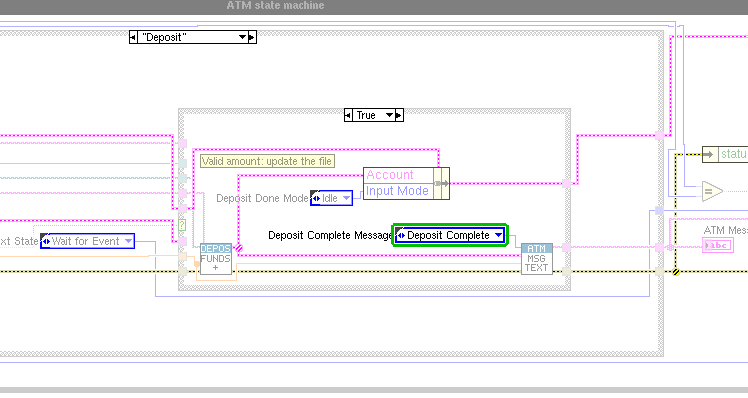 ATM state machine
"Deposit"
True
Valid amount: update the file
Account
Input Mode
Deposit Done Mode
Idle
statu
Deposit Complete Message
Deposit Complete
ATM Mess
xt State
Wait for Event
DEPOS
FUNDS
+
ATM
MSG
TEXT
abc
?
=